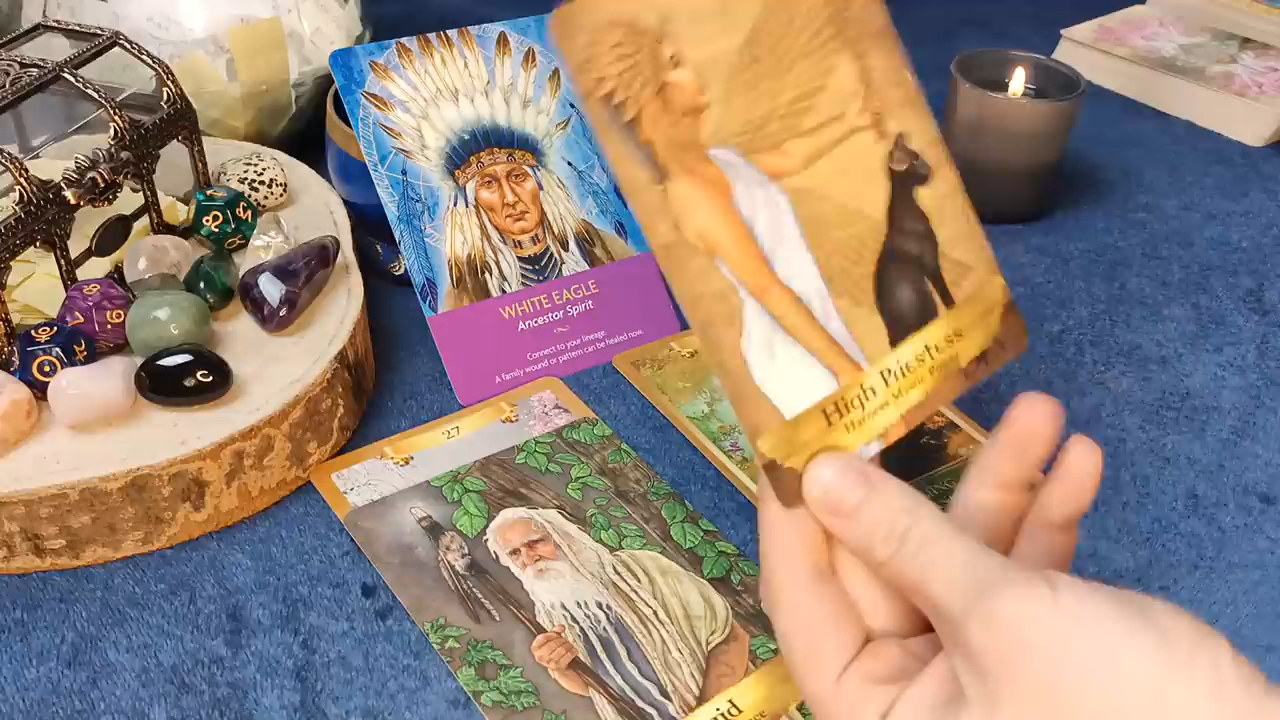 WHITE EAGLE
Ancestor Spirit
Connect to your lineage.
A family wound or pattern can be healed now.
High Priestess
27